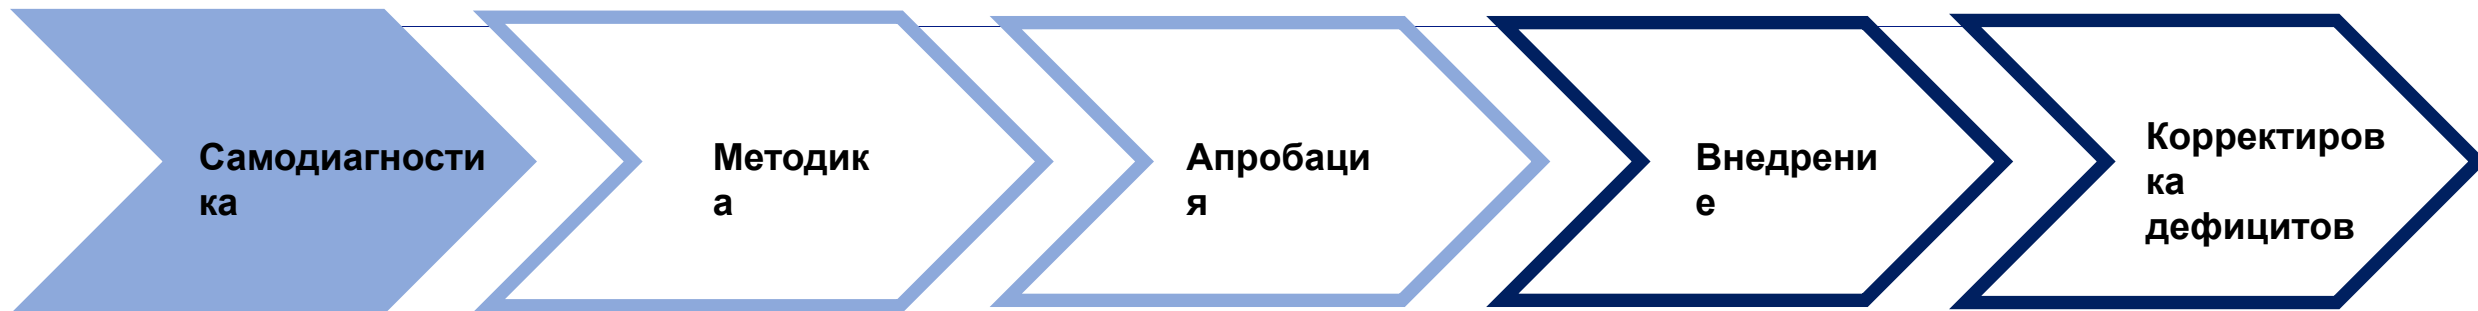 Самодиагности
ка
Методик
а
Апробаци
я
Внедрени
е
Корректиров
ка
дефицитов